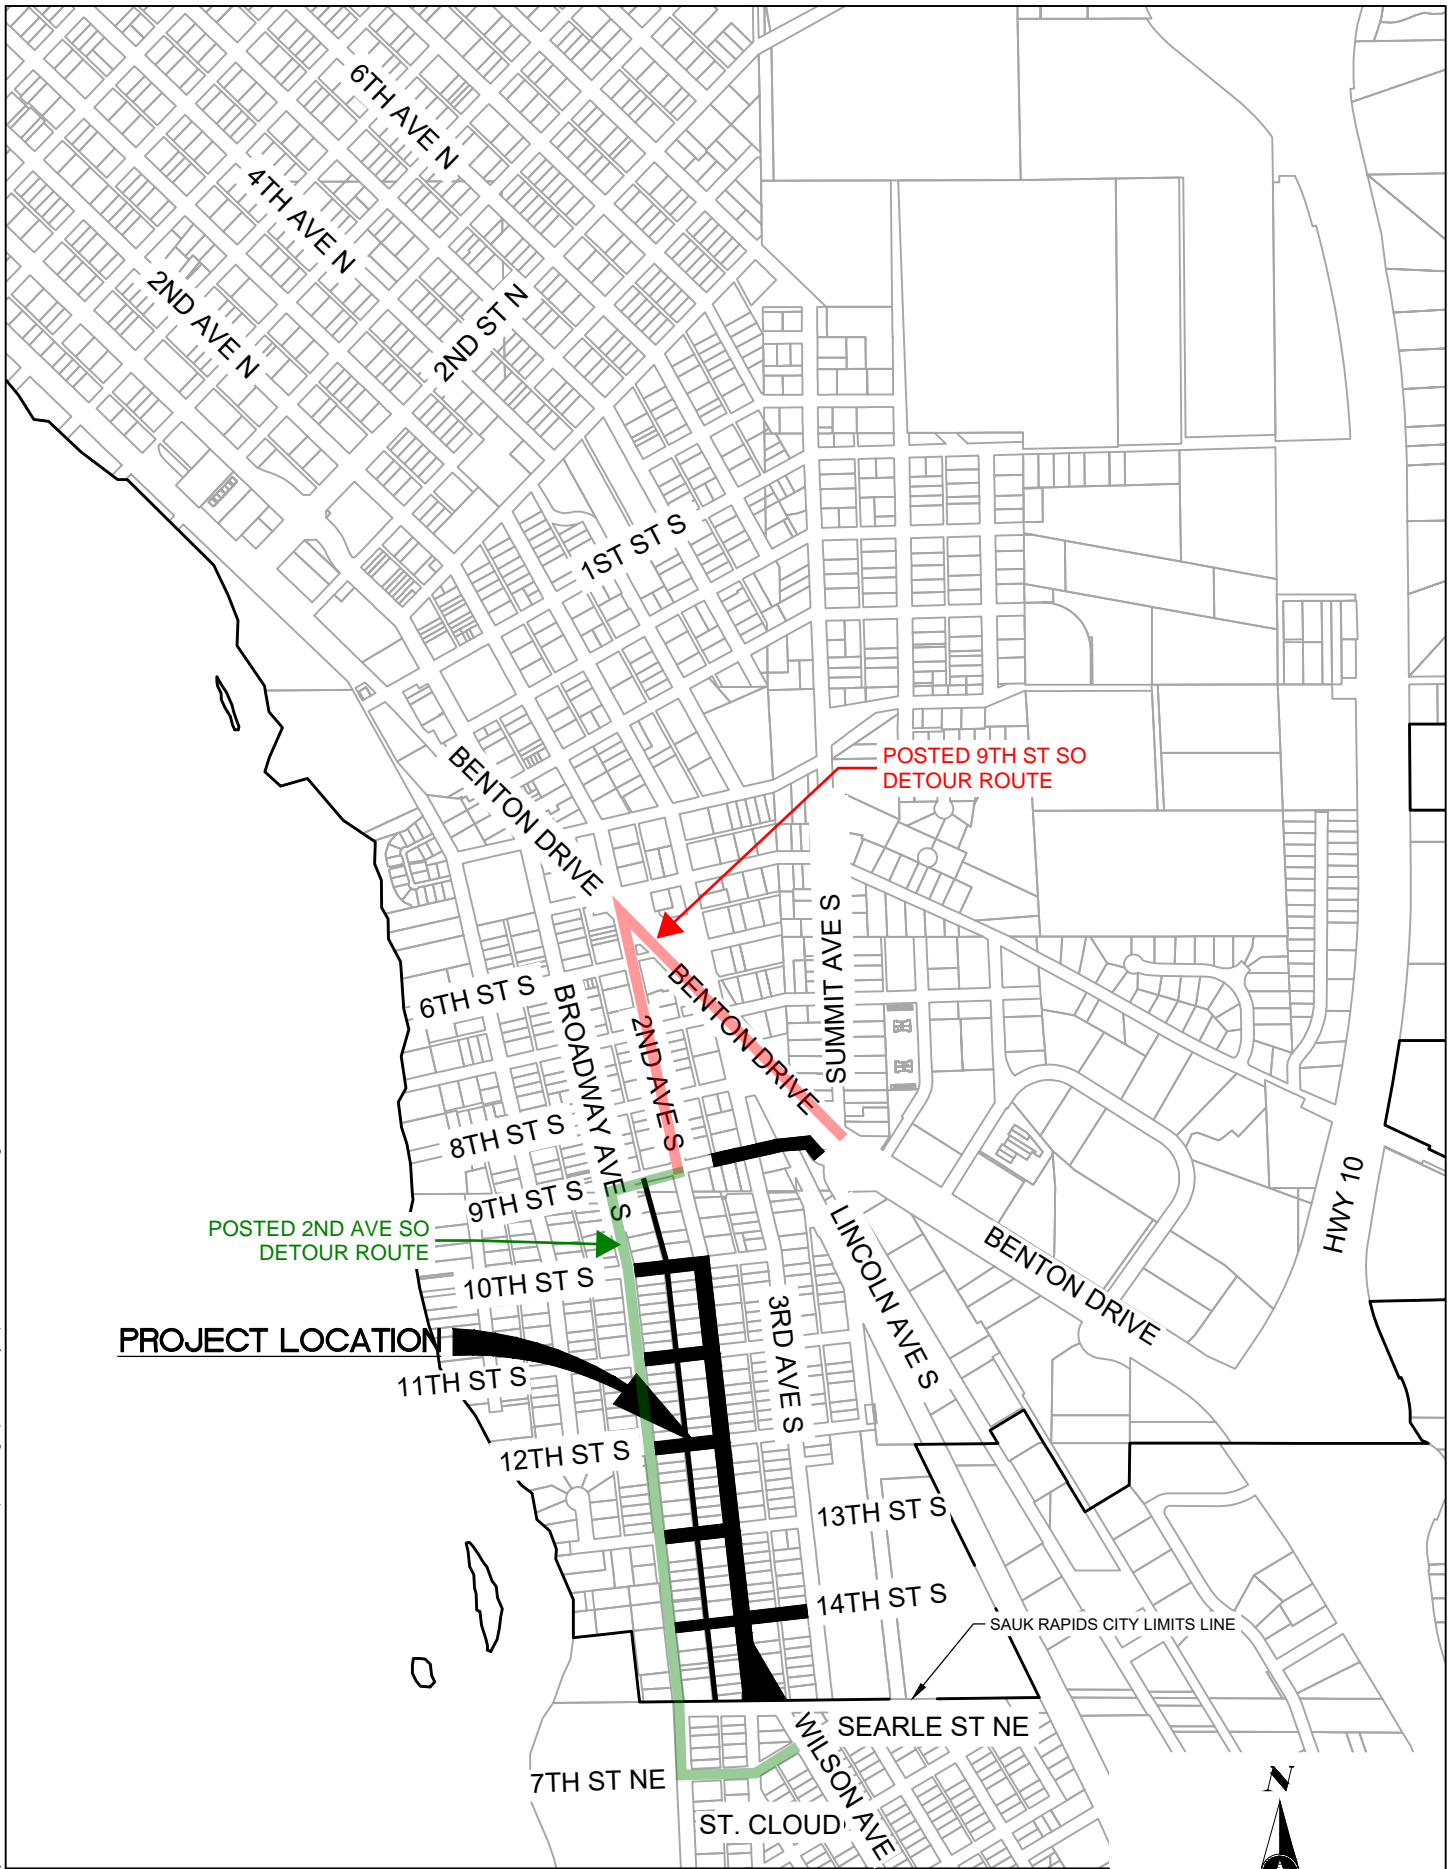 6TH AVE N
4TH AVE N
2ND AVE N
2ND ST N
1ST ST S
BENTON DRIVE
POSTED 9TH ST SO
DETOUR ROUTE
SUMMIT AVE S
6TH ST S
BROADWAY AVE S
2ND AVE S
BENTON DRIVE
8TH ST S
9TH ST S
HWY 10
POSTED 2ND AVE SO
DETOUR ROUTE
LINCOLN AVE S
BENTON DRIVE
10TH ST S
3RD AVE S
PROJECT LOCATION
11TH ST S
12TH ST S
13TH ST S
14TH ST S
SAUK RAPIDS CITY LIMITS LINE
SEARLE ST NE
WILSON AVE
7TH ST NE
ST. CLOUD
N